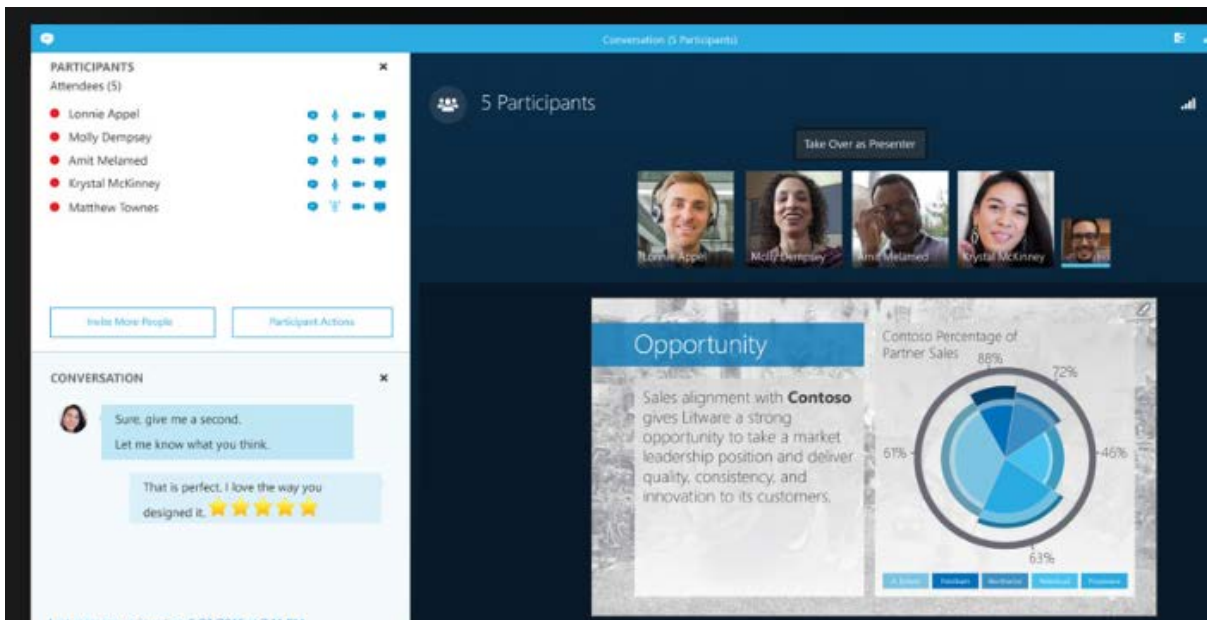 Conversation (5 Participants)
PARTICIPANTS
Attendees (5)
Lonnie Appel
Molly Dempsey
Amit Melamed
Krystal McKinney
Matthew Townes
Invite More People
Participant Actions
CONVERSATION
Sure, give me a second.
Let me know what you think.
That is perfect, I love the way you
designed it.
5 Participants
Take Over as Presenter
Lonnie Appel
Molly Dempsey
Amit Melamed
Krystal McKinney
Opportunity
Sales alignment with Contoso
gives Litware a strong
opportunity to take a market
leadership position and deliver
quality, consistency, and
innovation to its customers.
Contoso Percentage of
Partner Sales
88%
72%
61%
46%
63%